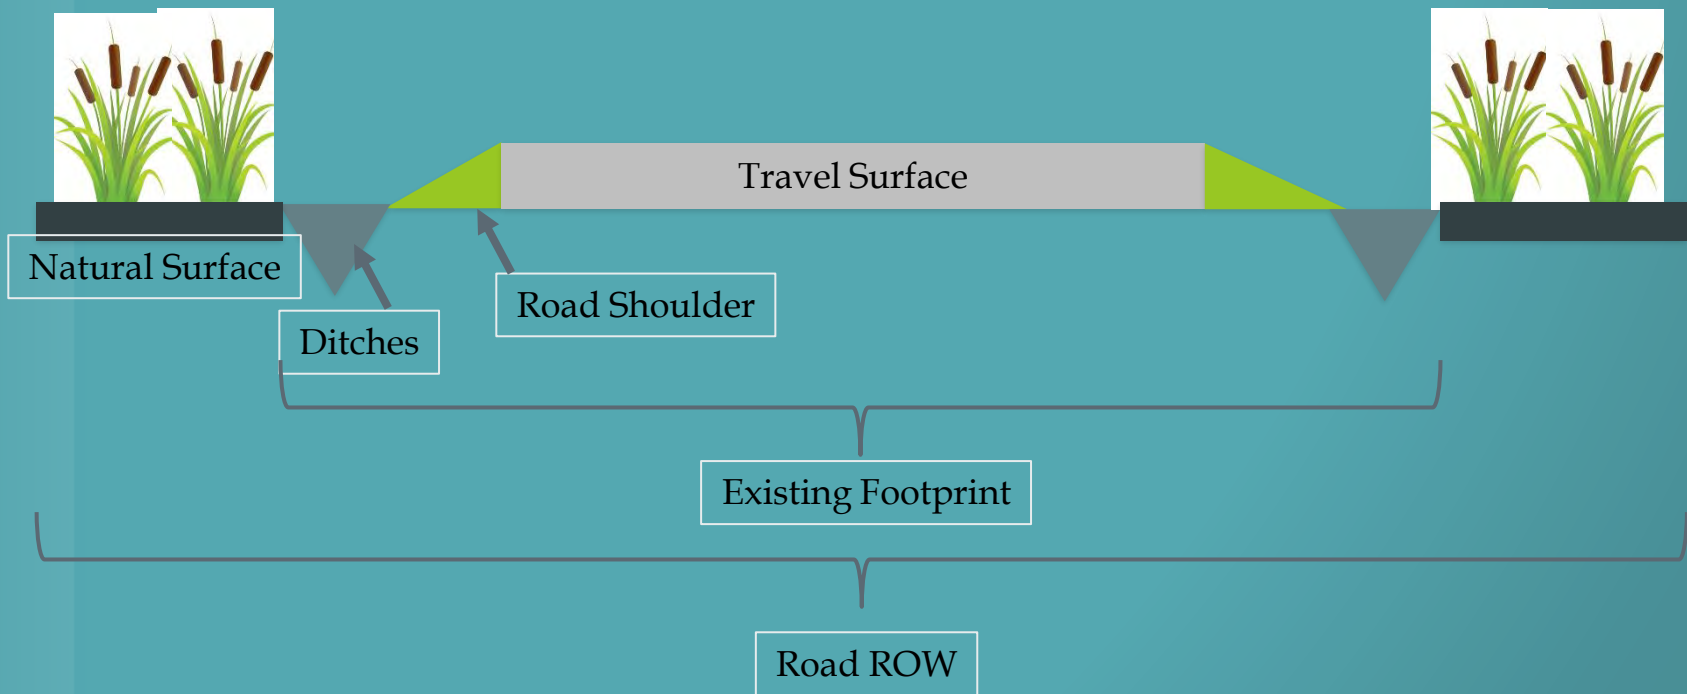 Travel Surface
Natural Surface
Road Shoulder
Ditches
Existing Footprint
Road ROW